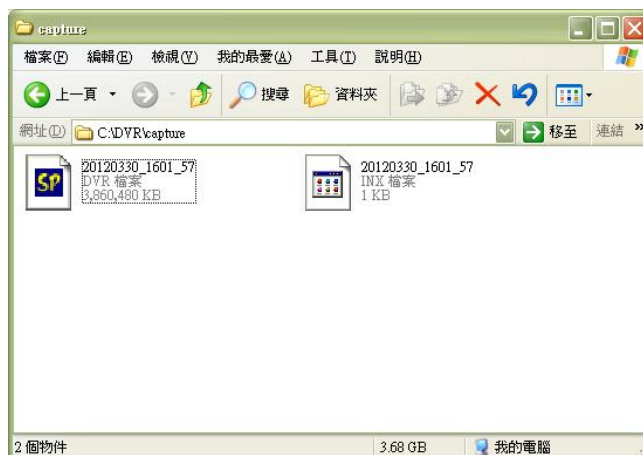 capture
檔案(F) 編輯(E) 檢視(V) 我的最愛(A) 工具(T) 說明(H)
上一頁 搜尋 資料夾
網址(D) C:\DVR\capture 移至 連結 »
20120330_1601_57
DVR 檔案
3,860,480 KB
SP
20120330_1601_57
INX 檔案
1 KB
2 個物件 3.68 GB 我的電腦